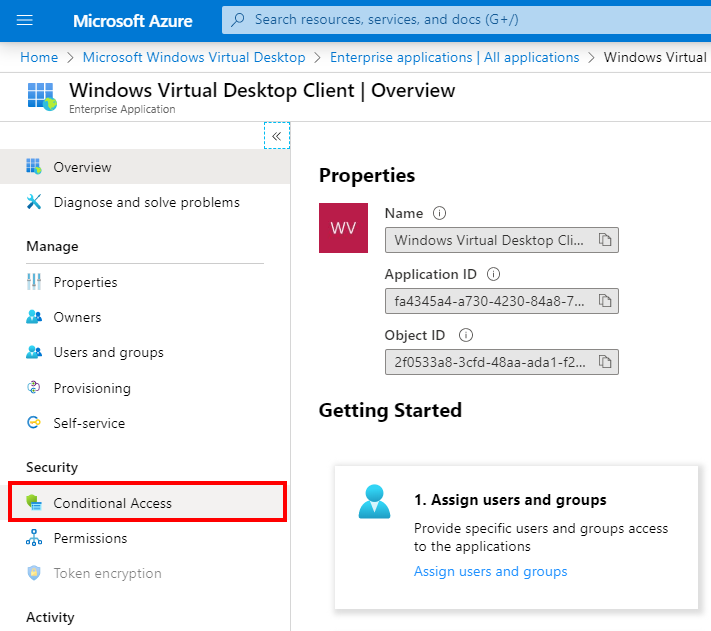 Microsoft Azure
Search resources, services, and docs (G+/)
Home > Microsoft Windows Virtual Desktop > Enterprise applications | All applications > Windows Virtual
Windows Virtual Desktop Client | Overview
Enterprise Application
«
Overview
Diagnose and solve problems
Manage
Properties
Owners
Users and groups
Provisioning
Self-service
Security
Conditional Access
Permissions
Token encryption
Activity
Properties
WV
Name
Windows Virtual Desktop Cli...
Application ID
fa4345a4-a730-4230-84a8-7...
Object ID
2f0533a8-3cfd-48aa-ada1-f2...
Getting Started
1. Assign users and groups
Provide specific users and groups access
to the applications
Assign users and groups